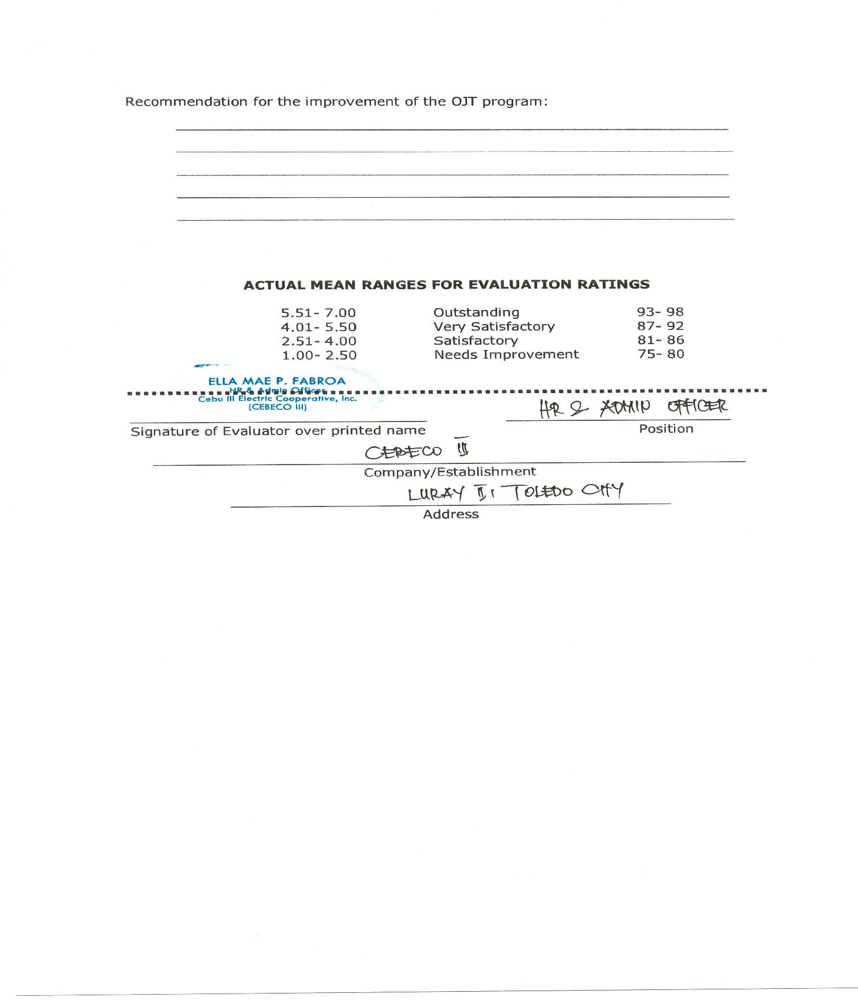 Recommendation for the improvement of the OJT program:
ACTUAL MEAN RANGES FOR EVALUATION RATINGS
5.51- 7.00 Outstanding 93- 98
4.01- 5.50 Very Satisfactory 87- 92
2.51- 4.00 Satisfactory 81- 86
1.00- 2.50 Needs Improvement 75- 80
ELLA MAE P. FABROA
HR & Admin Officer
Cebu III Electric Cooperative, Inc.
(CEBECO III)
HR & ADMIN OFFICER
Signature of Evaluator over printed name Position
CEBECO III
Company/Establishment
LURAY II, TOLEDO CITY
Address